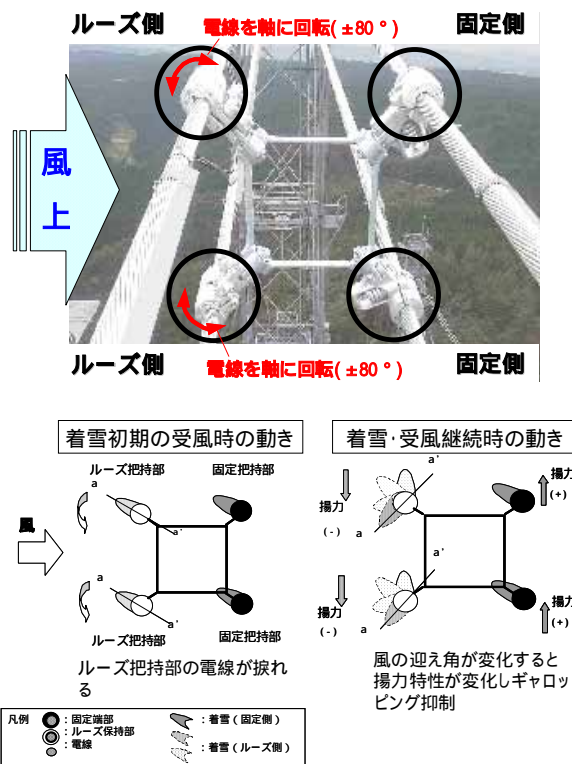 ルーズ側
電線を軸に回転(±80°)
固定側
風
上
ルーズ側
電線を軸に回転(±80°)
固定側
着雪初期の受風時の動き
着雪･受風継続時の動き
ルーズ把持部
固定把持部
a
a'
風
a
a'
ルーズ把持部
固定把持部
ルーズ把持部の電線が捩れ
る
a'
揚力
(-)
a
揚力
(+)
a'
揚力
(-)
a
揚力
(+)
風の迎え角が変化すると
揚力特性が変化しギャロッ
ピング抑制
凡例
:固定端部
:ルーズ保持部
:電線
:着雪(固定側)
:着雪(ルーズ側)